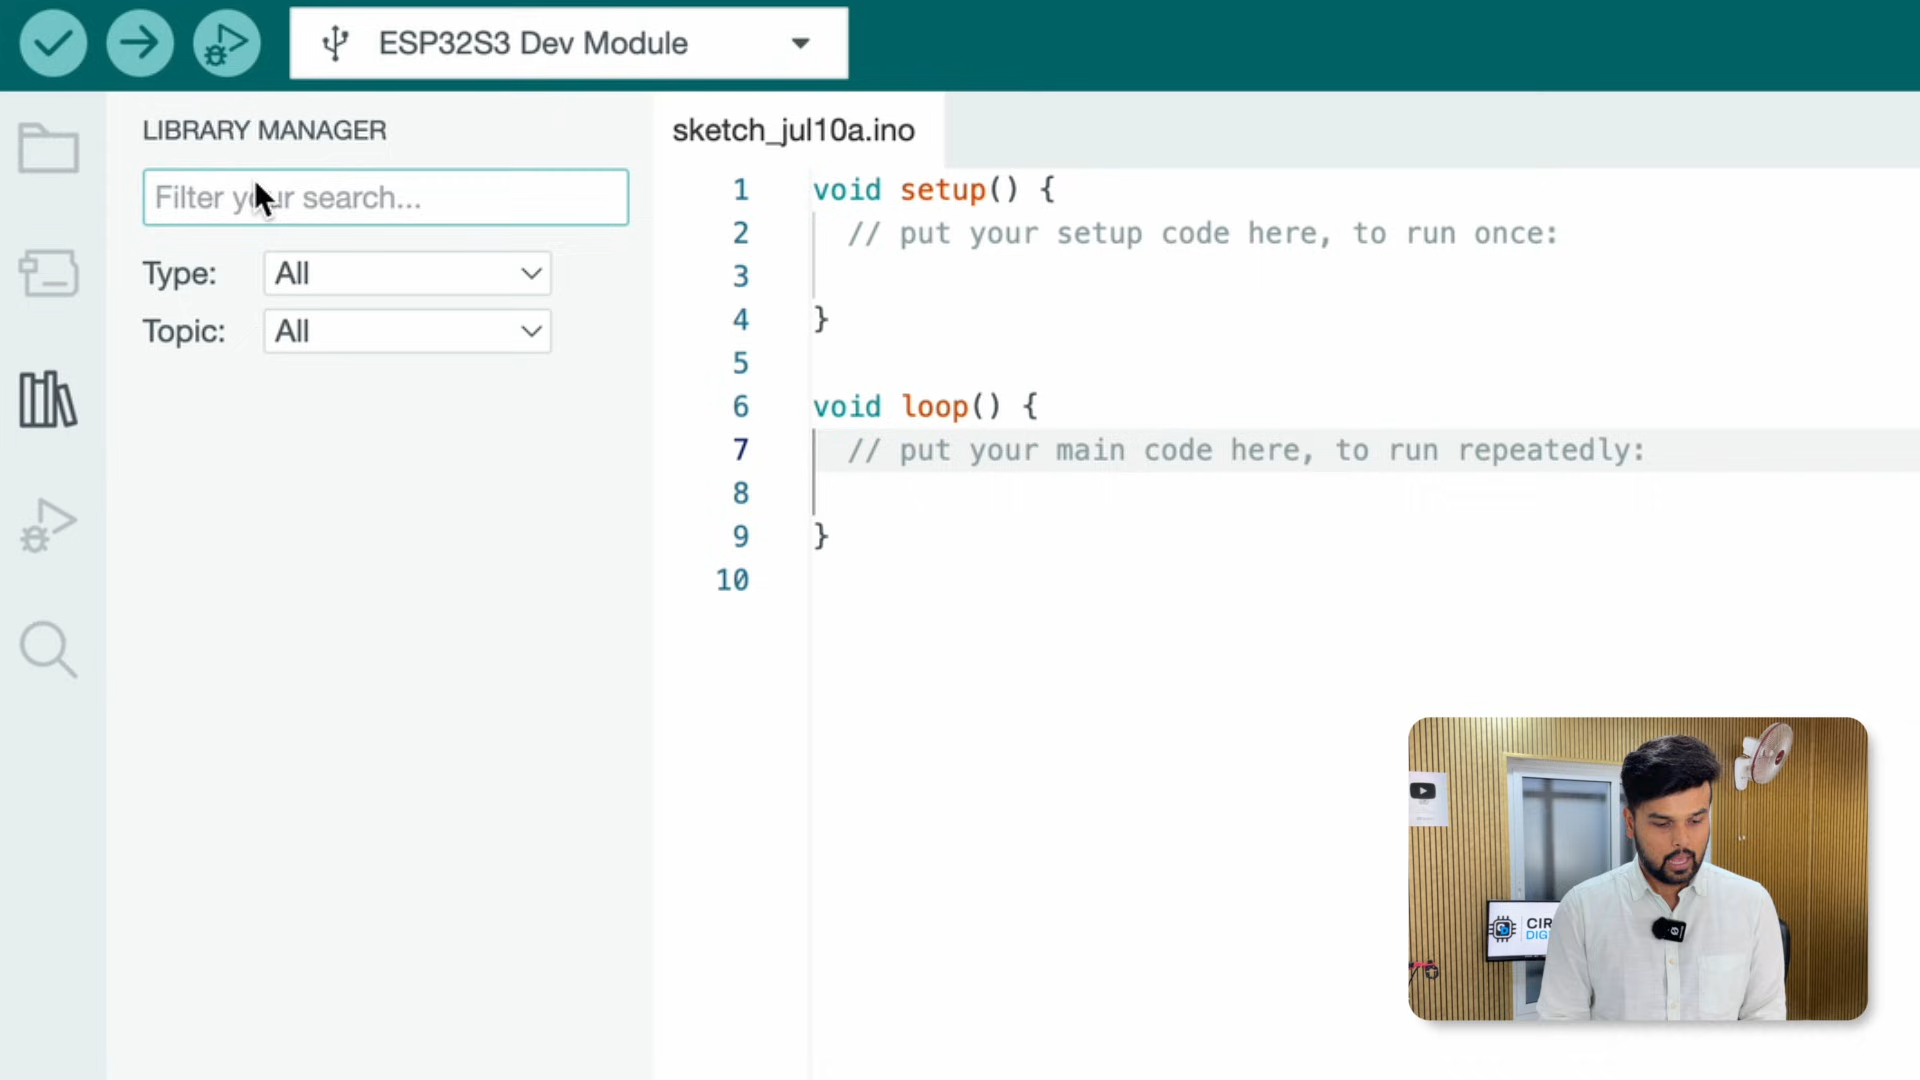 ESP32S3 Dev Module
LIBRARY MANAGER
Filter your search...
Type: All
Topic: All
sketch_jul10a.ino
1 void setup() {
2 // put your setup code here, to run once:
3
4 }
5
6 void loop() {
7 // put your main code here, to run repeatedly:
8
9 }
10
CIR
DIG